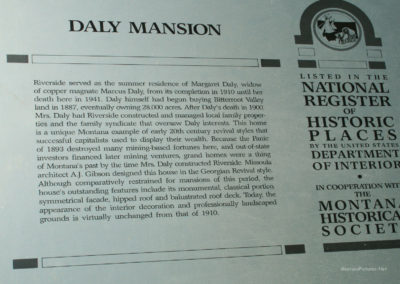 DALY MANSION
Riverside served as the summer residence of Margaret Daly, widow
of copper magnate Marcus Daly, from its completion in 1910 until her
death here in 1941. Daly himself had begun buying Bitterroot Valley
land in 1887, eventually owning 28,000 acres. After Daly's death in 1900,
Mrs. Daly had Riverside constructed and managed local family proper-
ties and the family syndicate that oversaw Daly interests. This home
is a unique Montana example of early 20th century revival styles that
successful capitalists used to display their wealth. Because the Panic
of 1893 destroyed many mining-based fortunes here, and out-of-state
investors financed later mining ventures, grand homes were a thing
of Montana's past by the time Mrs. Daly constructed Riverside. Missoula
architect A.J. Gibson designed this house in the Georgian Revival style.
Although comparatively restrained for mansions of this period, the
house's outstanding features include its monumental, classical portico,
symmetrical facade, hipped roof and balustrated roof deck. Today, the
appearance of the interior decoration and professionally landscaped
grounds is virtually unchanged from that of 1910.
LISTED IN THE
NATIONAL
REGISTER
OF
HISTORIC
PLACES
BY THE UNITED STATES
DEPARTMENT
OF INTERIOR
IN COOPERATION WITH
THE
MONTANA
HISTORICAL
SOCIETY